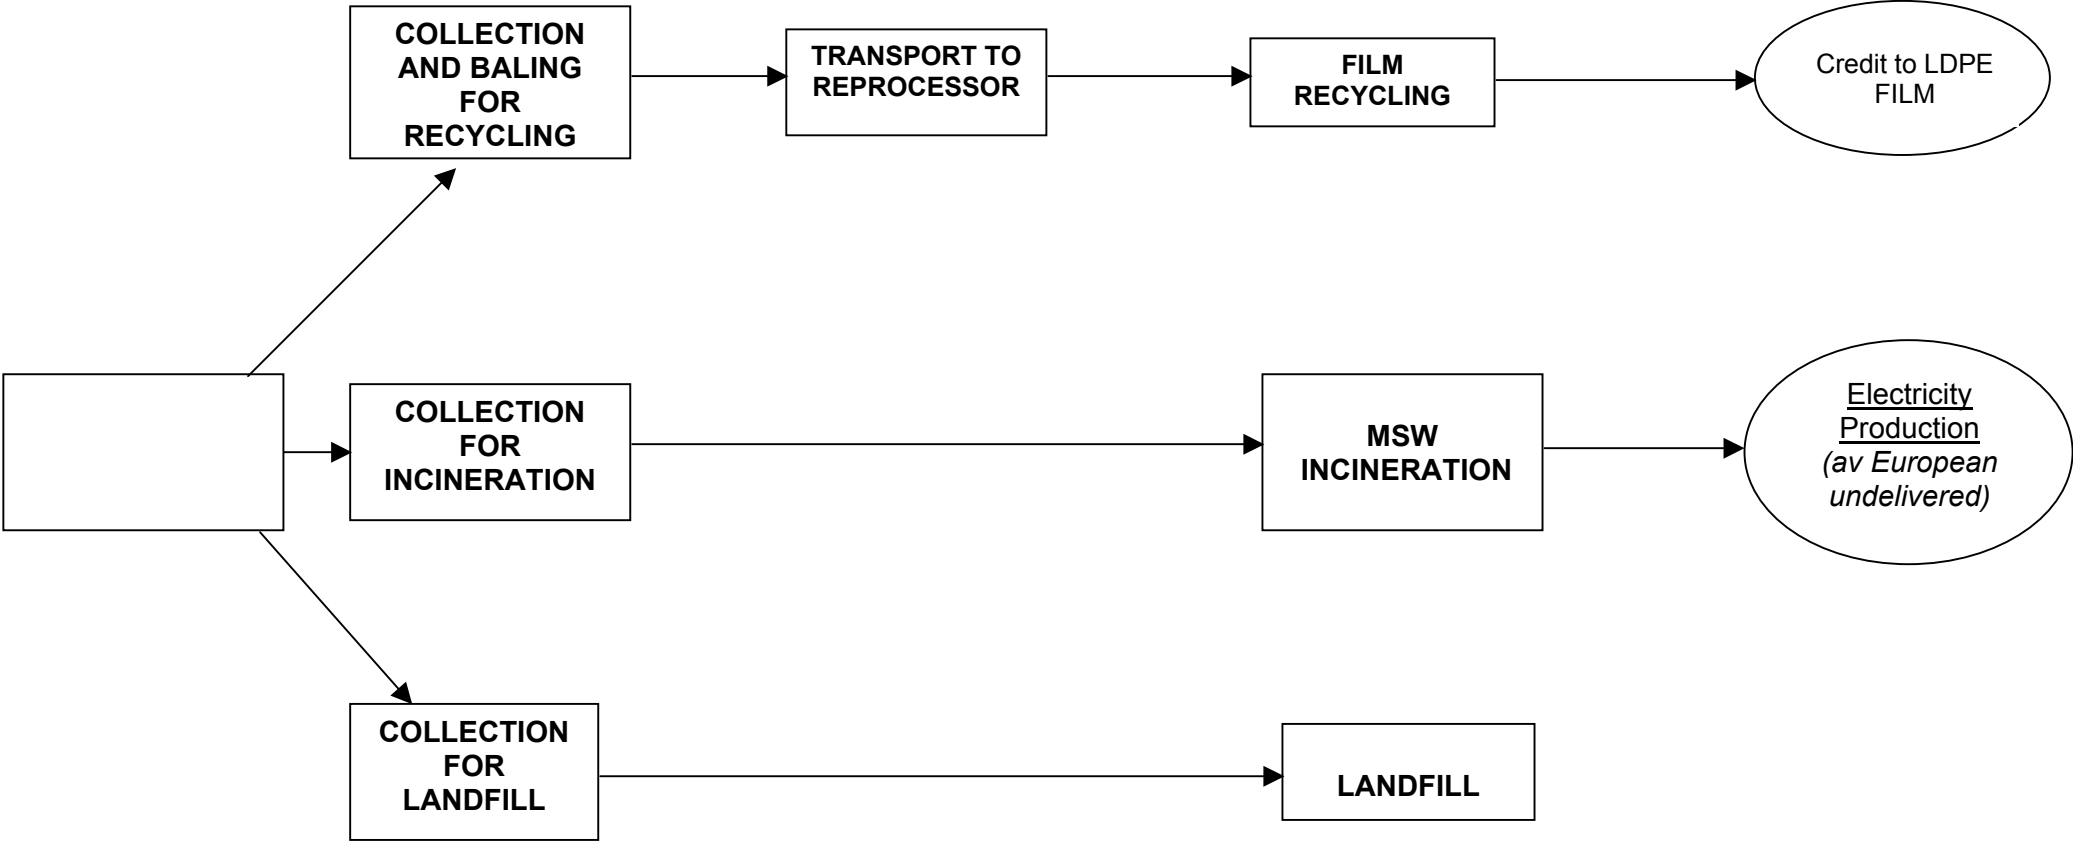 COLLECTION
AND BALING
FOR
RECYCLING
TRANSPORT TO
REPROCESSOR
FILM
RECYCLING
Credit to LDPE
FILM
COLLECTION
FOR
INCINERATION
MSW
INCINERATION
Electricity
Production
(av European
undelivered)
COLLECTION
FOR
LANDFILL
LANDFILL